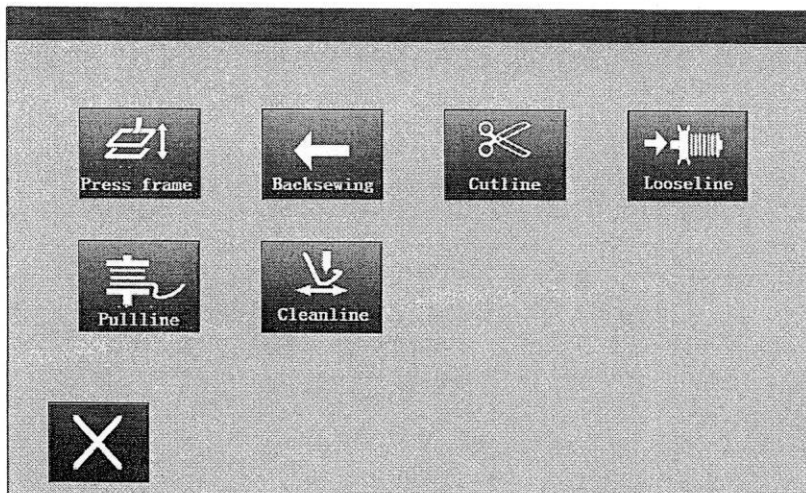 Press frame
Backsewing
Cutline
Looseline
Pullline
Cleanline